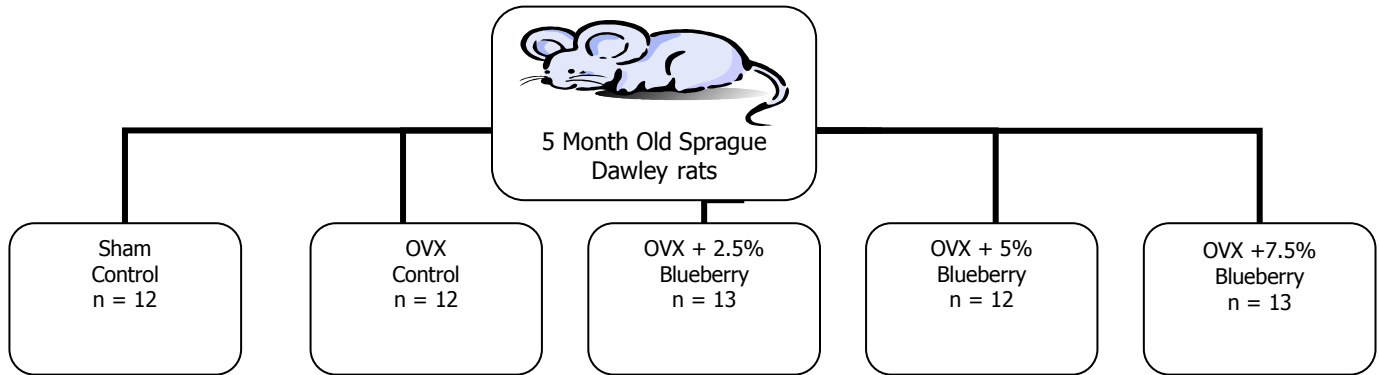 5 Month Old Sprague
Dawley rats
Sham
Control
n = 12
OVX
Control
n = 12
OVX + 2.5%
Blueberry
n = 13
OVX + 5%
Blueberry
n = 12
OVX +7.5%
Blueberry
n = 13